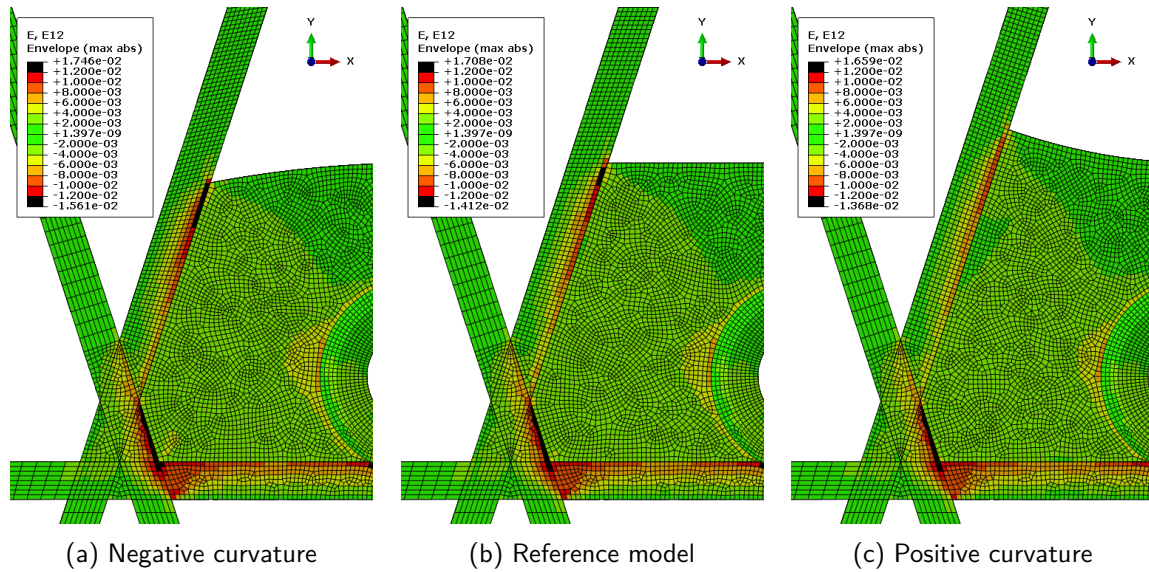 E, E12
Envelope (max abs)
+1.746e-02
+1.200e-02
+1.000e-02
+8.000e-03
+6.000e-03
+4.000e-03
+2.000e-03
+1.397e-09
-2.000e-03
-4.000e-03
-6.000e-03
-8.000e-03
-1.000e-02
-1.200e-02
-1.561e-02
Y
X
(a) Negative curvature
E, E12
Envelope (max abs)
+1.708e-02
+1.200e-02
+1.000e-02
+8.000e-03
+6.000e-03
+4.000e-03
+2.000e-03
+1.397e-09
-2.000e-03
-4.000e-03
-6.000e-03
-8.000e-03
-1.000e-02
-1.200e-02
-1.412e-02
Y
X
(b) Reference model
E, E12
Envelope (max abs)
+1.659e-02
+1.200e-02
+1.000e-02
+8.000e-03
+6.000e-03
+4.000e-03
+2.000e-03
+1.397e-09
-2.000e-03
-4.000e-03
-6.000e-03
-8.000e-03
-1.000e-02
-1.200e-02
-1.368e-02
Y
X
(c) Positive curvature